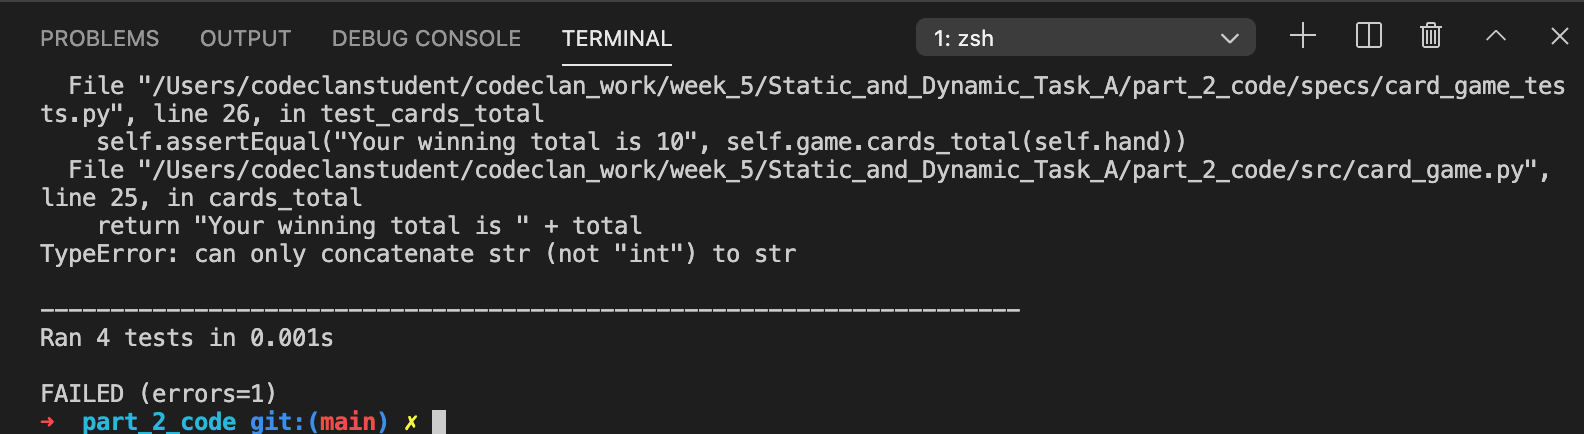 PROBLEMS OUTPUT DEBUG CONSOLE TERMINAL 1: zsh
File "/Users/codeclanstudent/codeclan_work/week_5/Static_and_Dynamic_Task_A/part_2_code/specs/card_game_tes
ts.py", line 26, in test_cards_total
self.assertEqual("Your winning total is 10", self.game.cards_total(self.hand))
File "/Users/codeclanstudent/codeclan_work/week_5/Static_and_Dynamic_Task_A/part_2_code/src/card_game.py",
line 25, in cards_total
return "Your winning total is " + total
TypeError: can only concatenate str (not "int") to str
----------------------------------------------------------------------
Ran 4 tests in 0.001s
FAILED (errors=1)
→ part_2_code git:(main) ✗